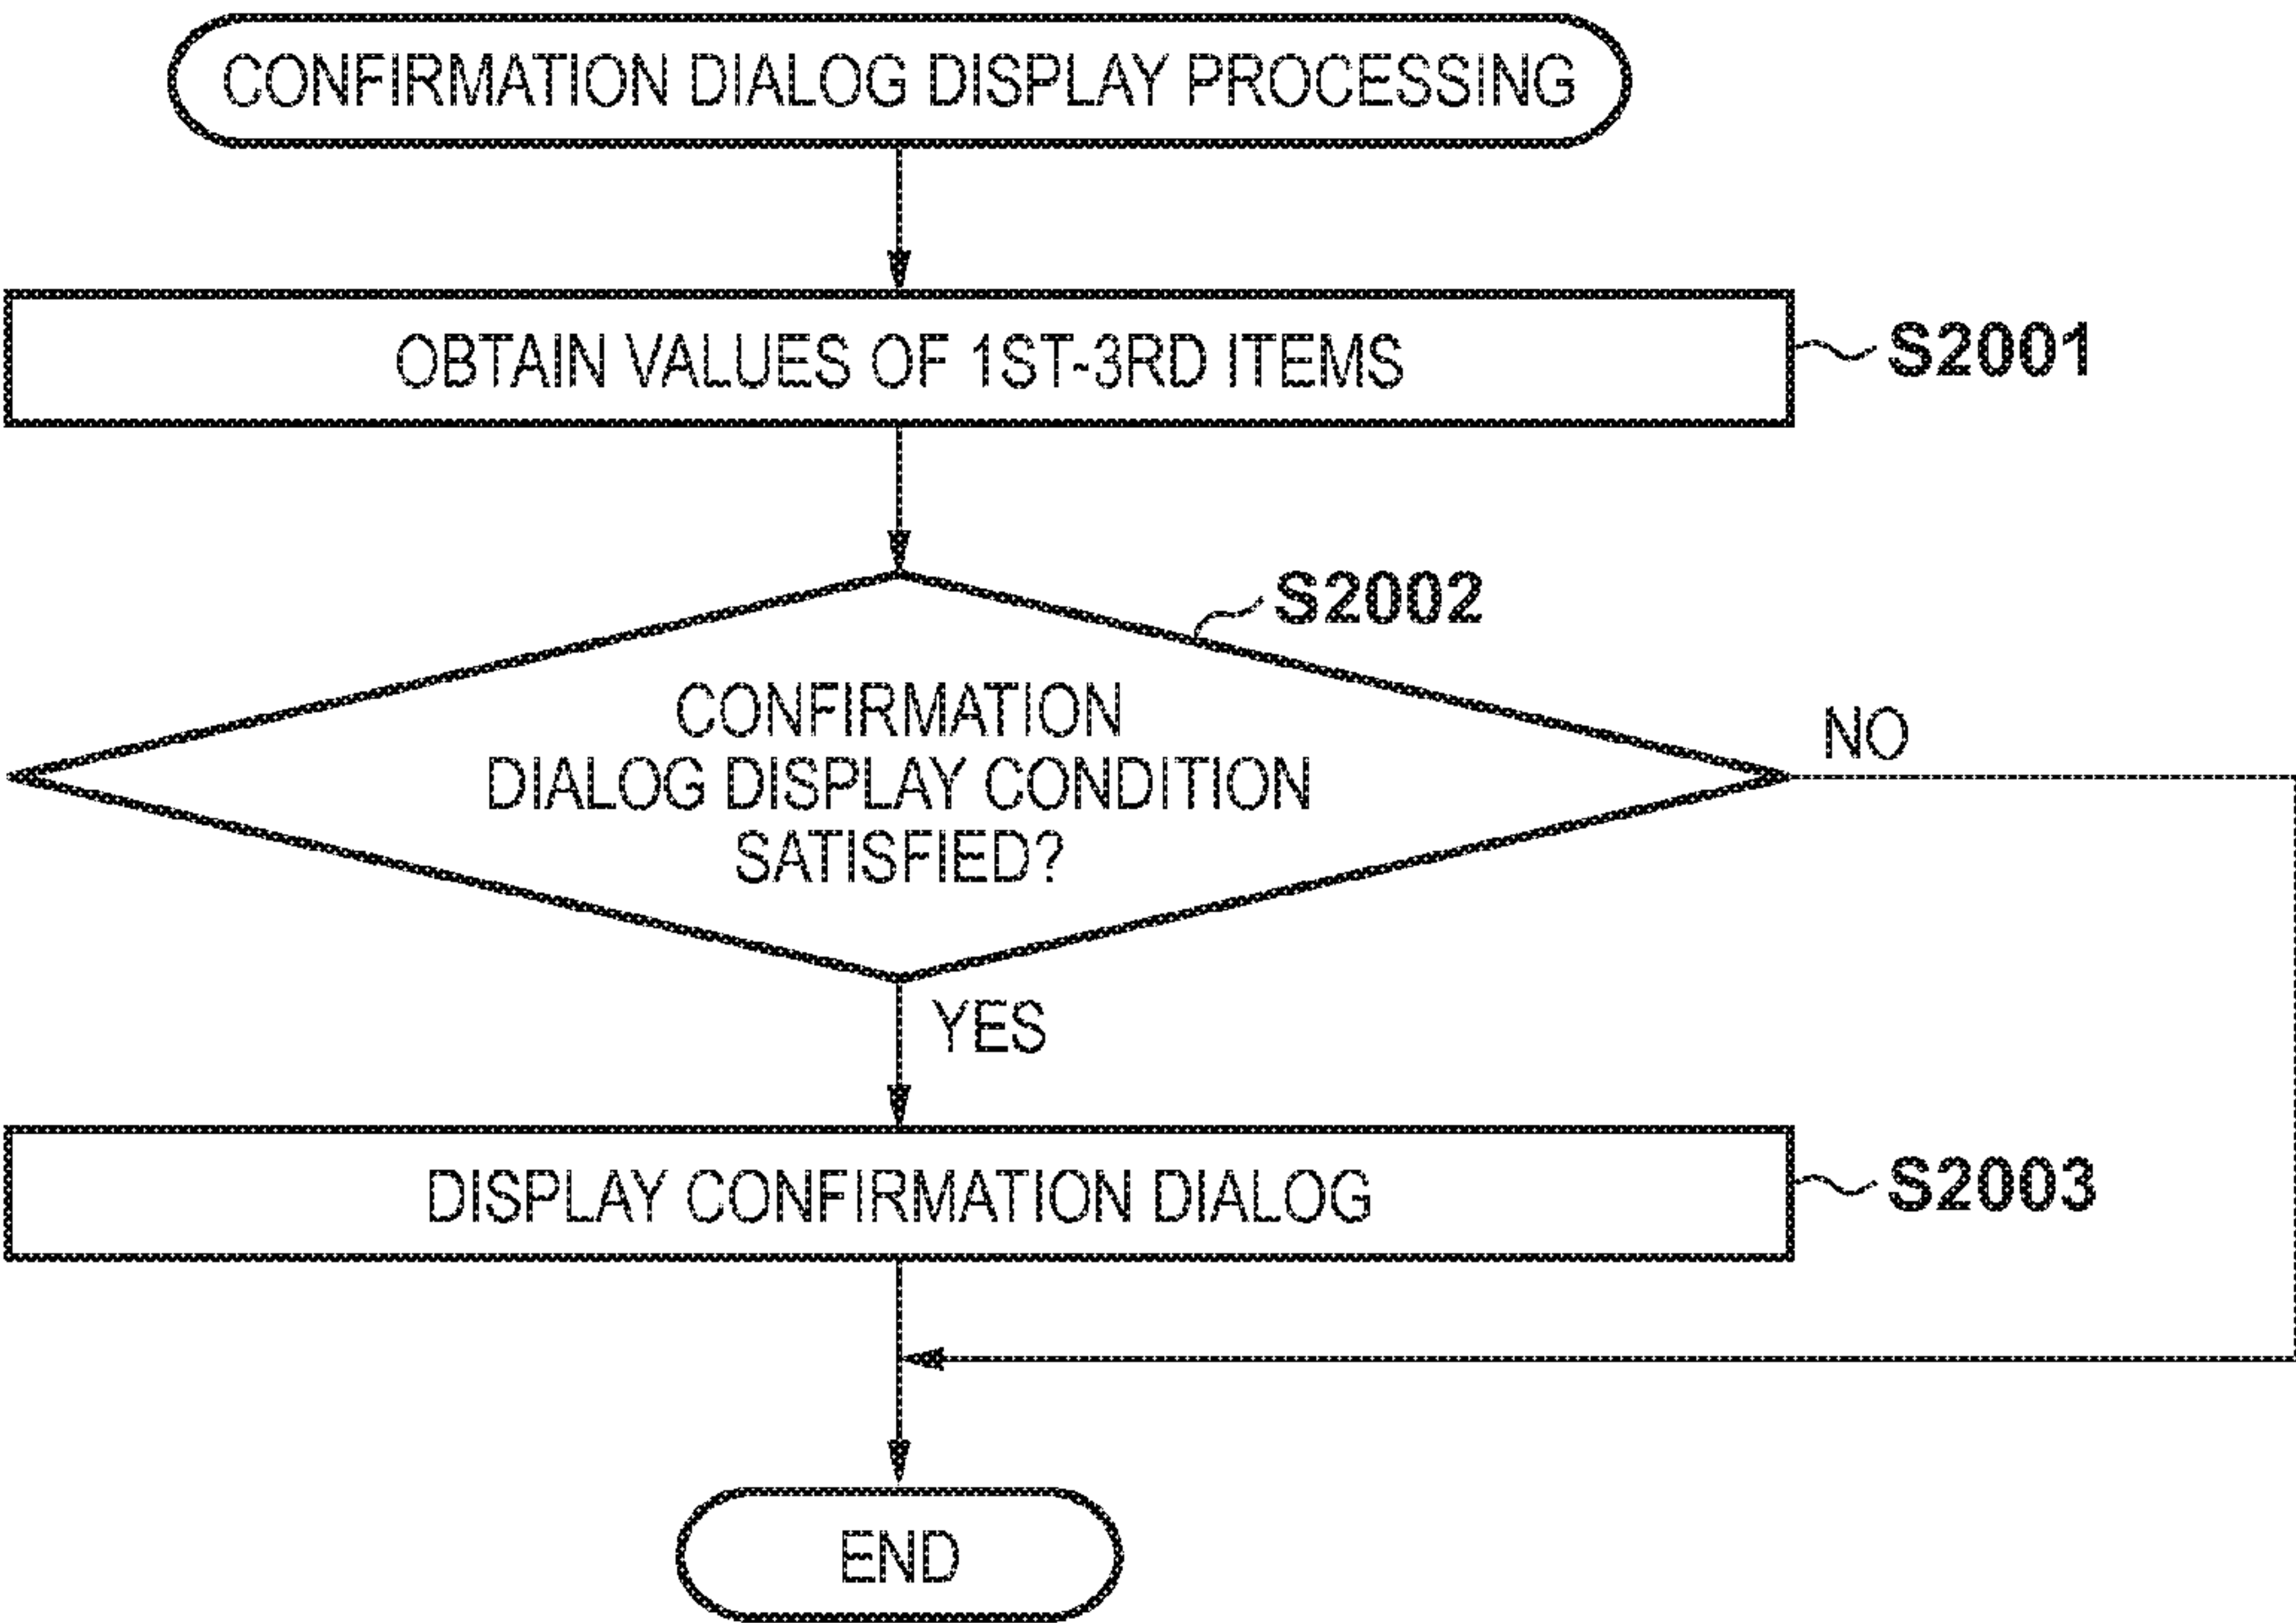 CONFIRMATION DIALOG DISPLAY PROCESSING
OBTAIN VALUES OF 1ST-3RD ITEMS
S2001
S2002
CONFIRMATION
DIALOG DISPLAY CONDITION
SATISFIED?
NO
YES
DISPLAY CONFIRMATION DIALOG
S2003
END